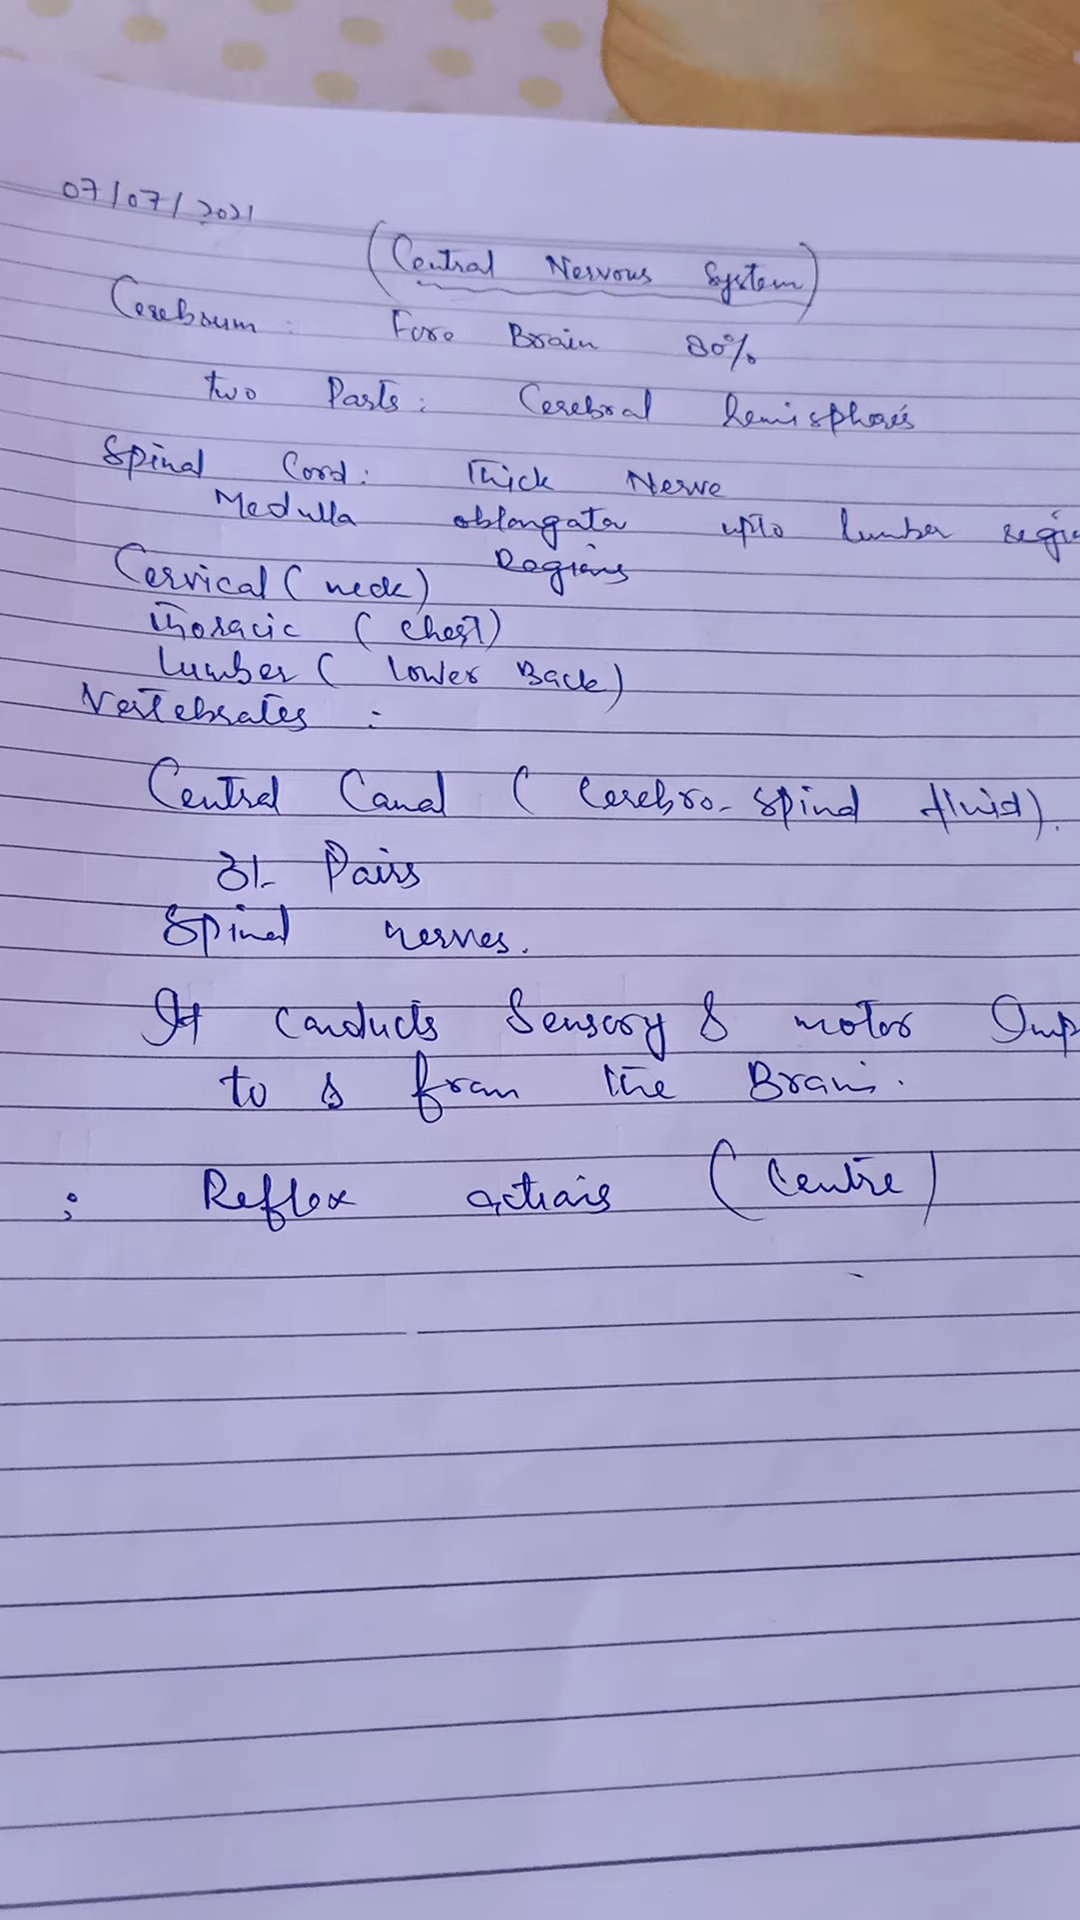 07/07/2021
(Central Nervous System)
Cerebrum : Fore Brain 80%
two Parts : Cerebral hemispheres
Spinal Cord : Thick Nerve
Medulla oblongata upto lumber regi
Regions
Cervical ( neck )
Thoracic ( chest )
Lumber ( Lower Back )
Vertebrates :
Central Canal ( Cerebro-spinal fluid ).
31- Pairs
Spinal nerves.
It conducts Sensory & motor Imp
to & from the Brain.
: Reflex actions ( Centre )